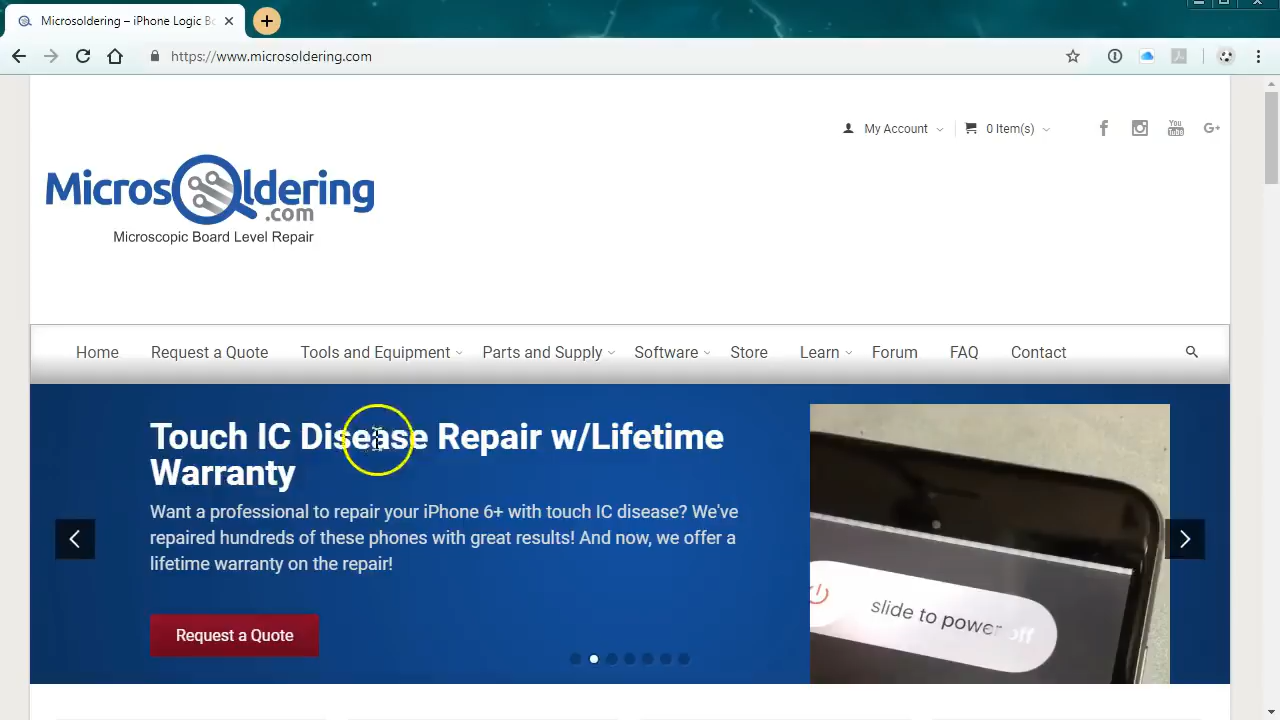 Microsoldering – iPhone Logic Bo
https://www.microsoldering.com
My Account
0 Item(s)
You
Tube
G+
Microsoldering
.com
Microscopic Board Level Repair
Home
Request a Quote
Tools and Equipment
Parts and Supply
Software
Store
Learn
Forum
FAQ
Contact
Touch IC Disease Repair w/Lifetime
Warranty
Want a professional to repair your iPhone 6+ with touch IC disease? We've
repaired hundreds of these phones with great results! And now, we offer a
lifetime warranty on the repair!
Request a Quote
slide to power off